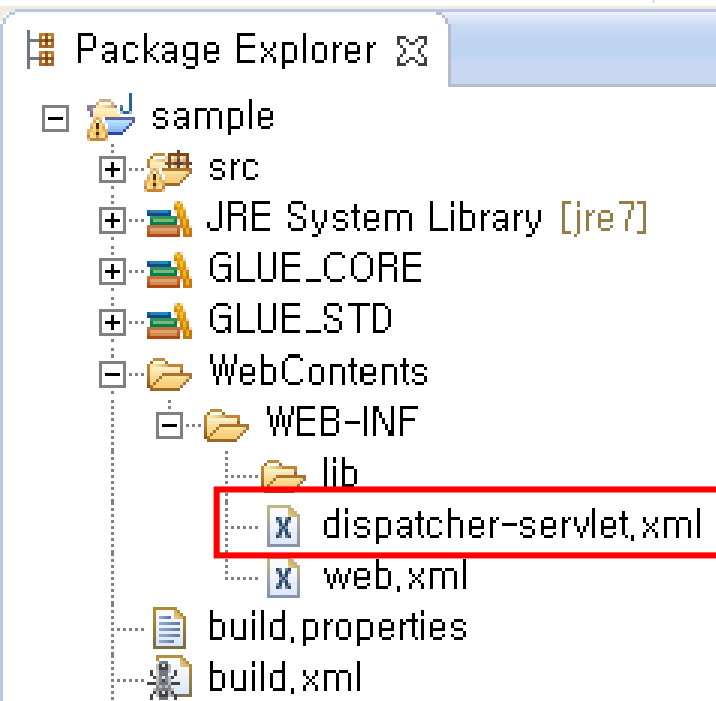 Package Explorer
sample
src
JRE System Library [jre7]
GLUE_CORE
GLUE_STD
WebContents
WEB-INF
lib
dispatcher-servlet.xml
web.xml
build.properties
build.xml